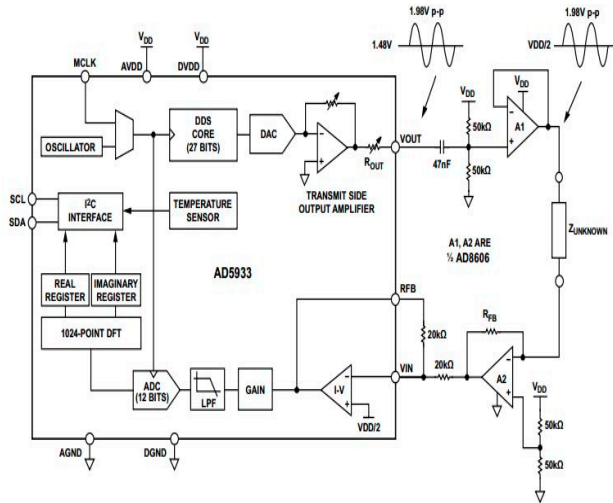 1.98V p-p
1.98V p-p
1.48V
VDD/2
VDD
VDD
MCLK
AVDD
DVDD
OSCILLATOR
DDS
CORE
(27 BITS)
DAC
ROUT
VOUT
47nF
VDD
50kΩ
50kΩ
VDD
A1
TRANSMIT SIDE
OUTPUT AMPLIFIER
SCL
SDA
I2C
INTERFACE
TEMPERATURE
SENSOR
AD5933
A1, A2 ARE
½ AD8606
ZUNKNOWN
REAL
REGISTER
IMAGINARY
REGISTER
1024-POINT DFT
RFB
20kΩ
RFB
ADC
(12 BITS)
LPF
GAIN
I-V
VDD/2
VIN
20kΩ
A2
VDD
50kΩ
50kΩ
AGND
DGND